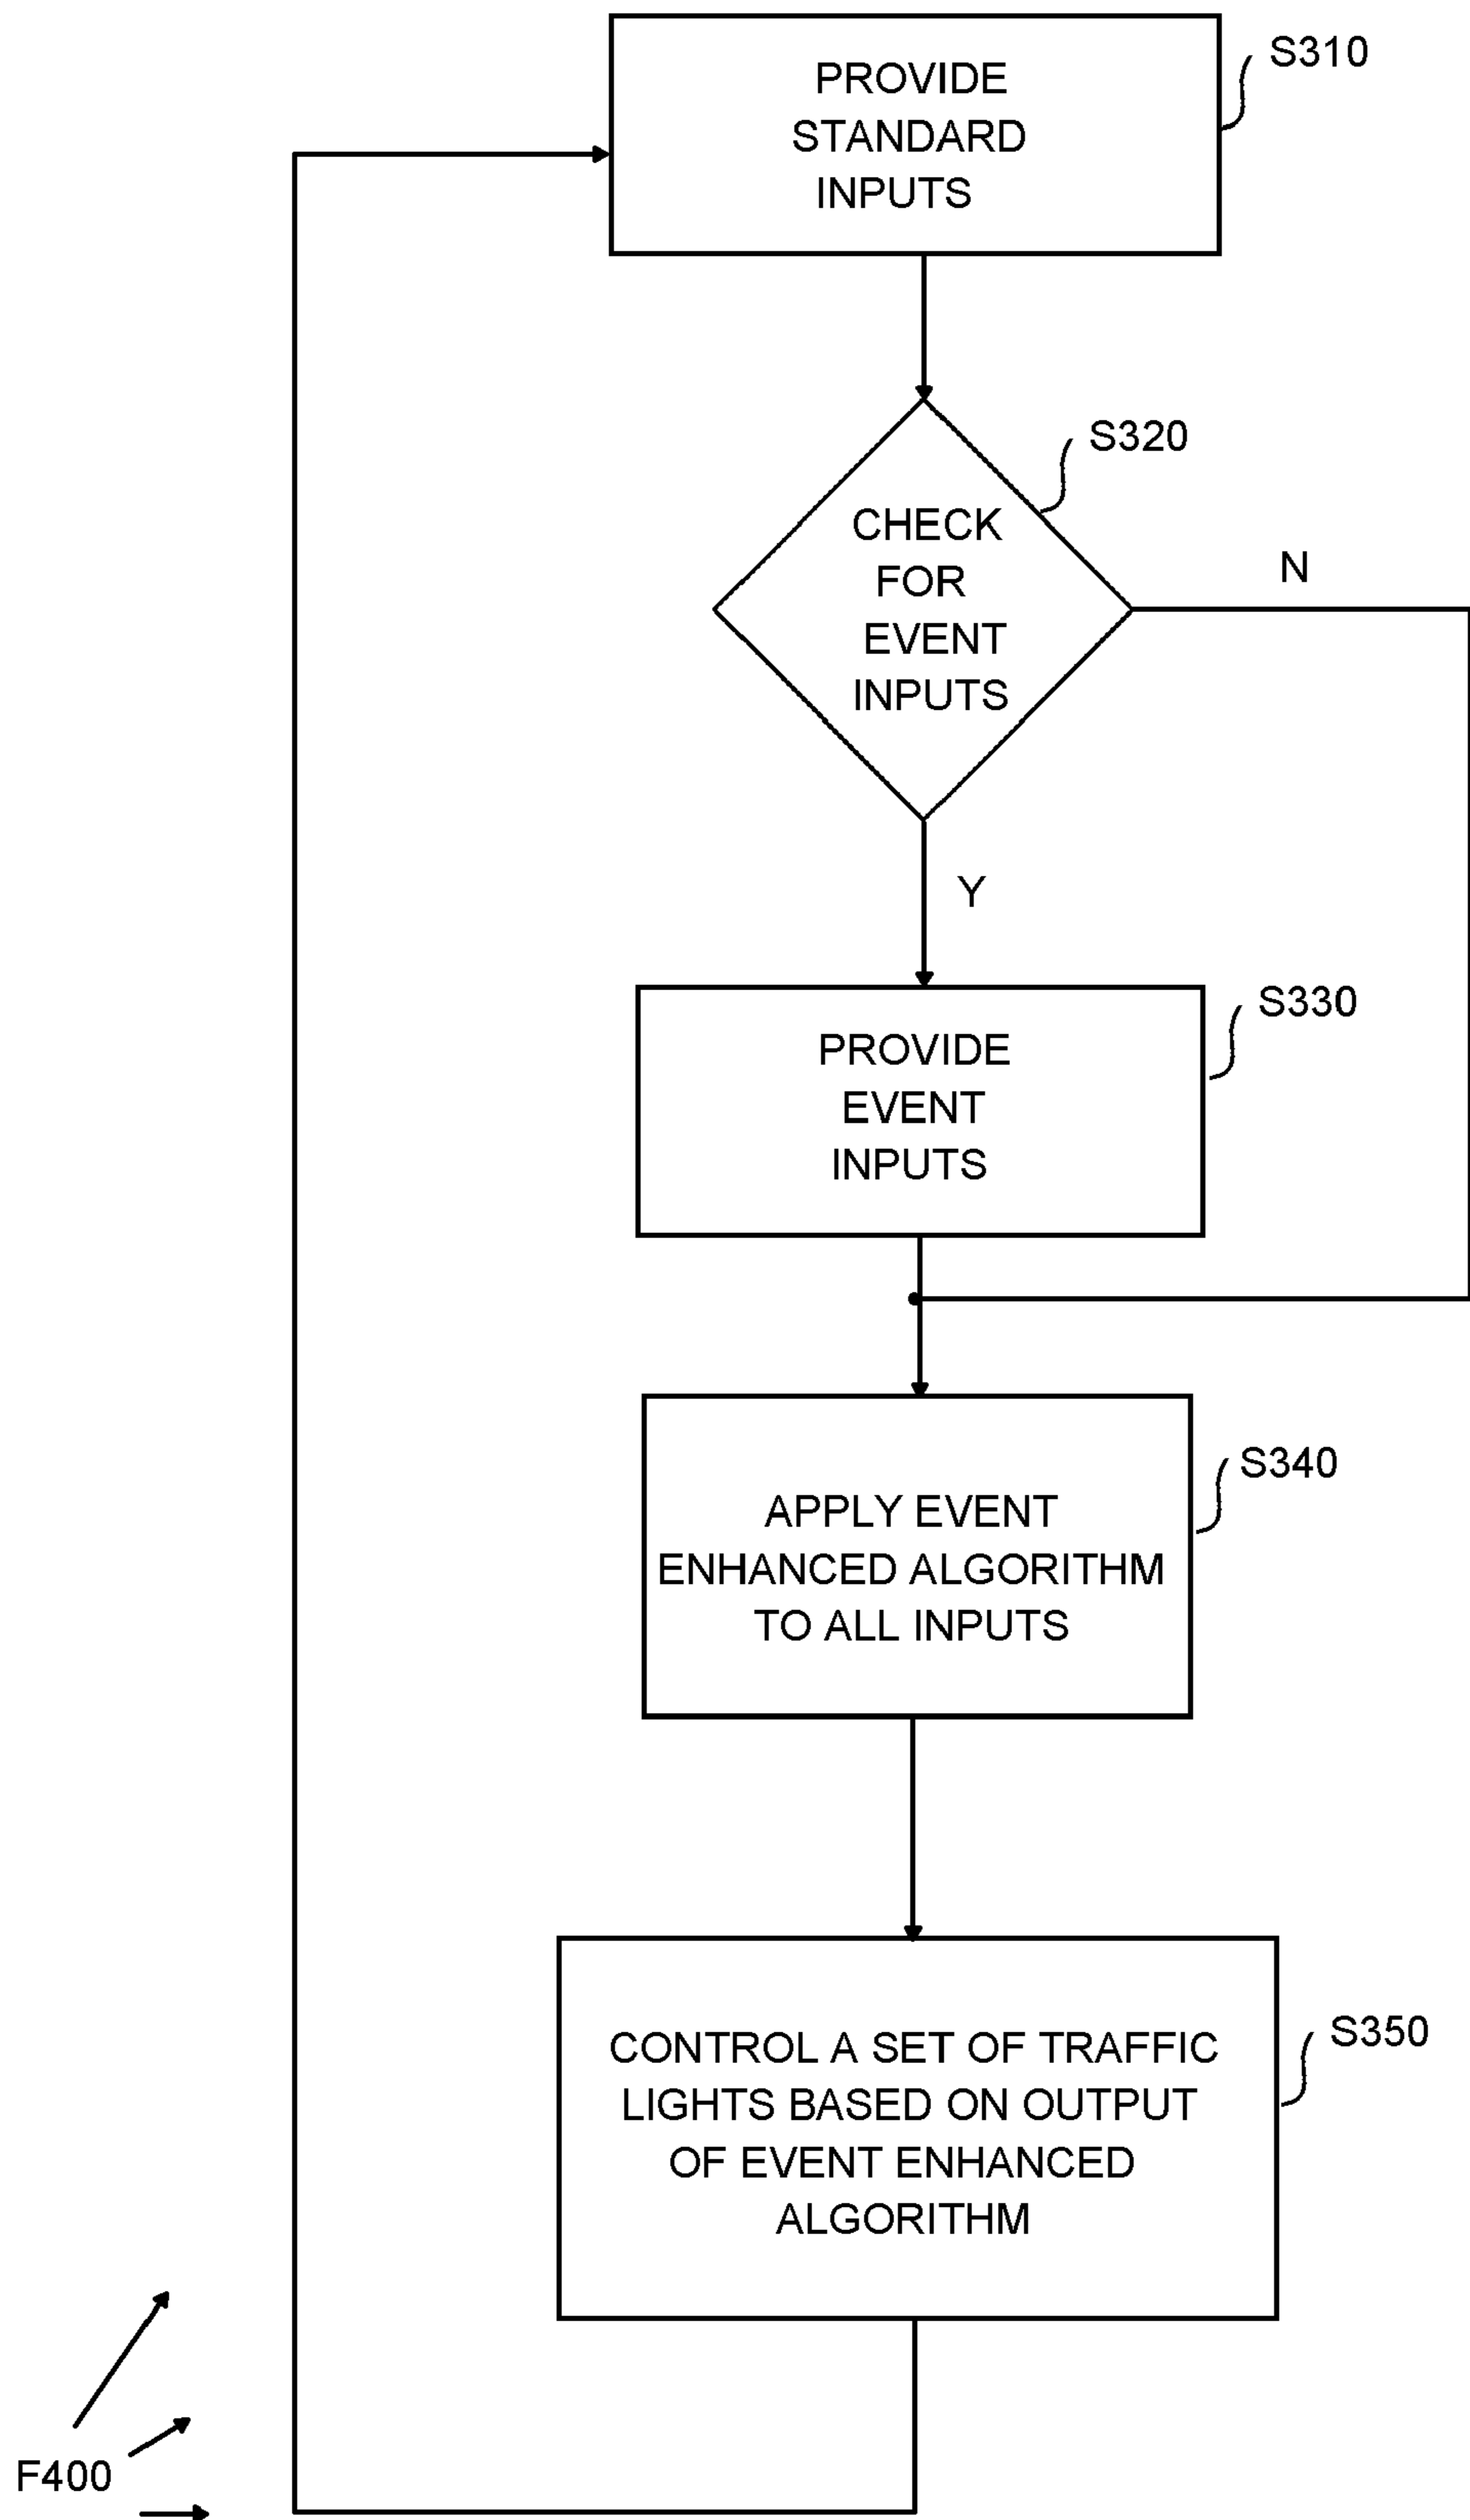 PROVIDE
STANDARD
INPUTS
S310
CHECK
FOR
EVENT
INPUTS
S320
N
Y
PROVIDE
EVENT
INPUTS
S330
APPLY EVENT
ENHANCED ALGORITHM
TO ALL INPUTS
S340
CONTROL A SET OF TRAFFIC
LIGHTS BASED ON OUTPUT
OF EVENT ENHANCED
ALGORITHM
S350
F400